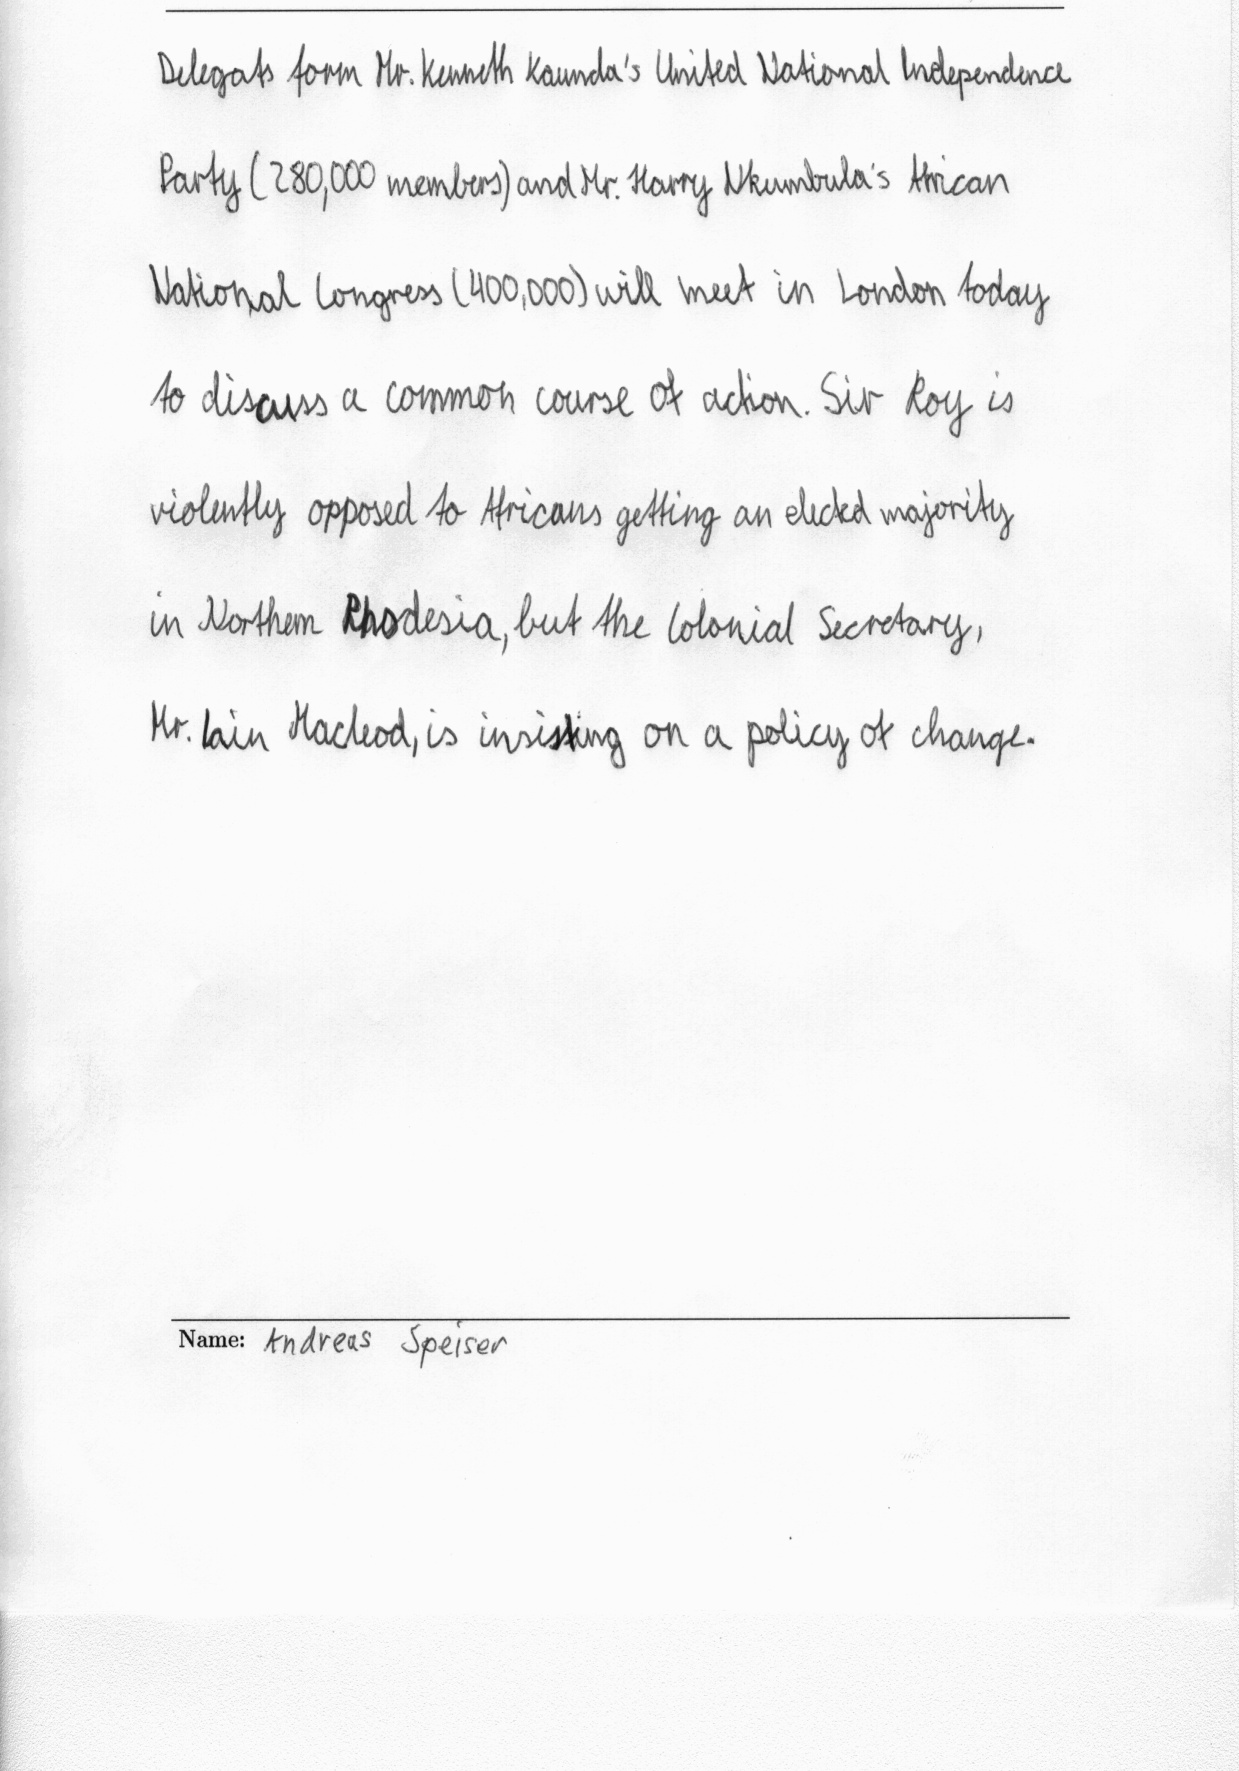 Delegats form Mr. Kenneth Kaunda's United National Independence
Party (280,000 members) and Mr. Harry Nkumbula's African
National Congress (400,000) will meet in London today
to discuss a common course of action. Sir Roy is
violently opposed to Africans getting an elected majority
in Northern Rhodesia, but the Colonial Secretary,
Mr. Iain Macleod, is insisting on a policy of change.
Name: Andreas Speiser